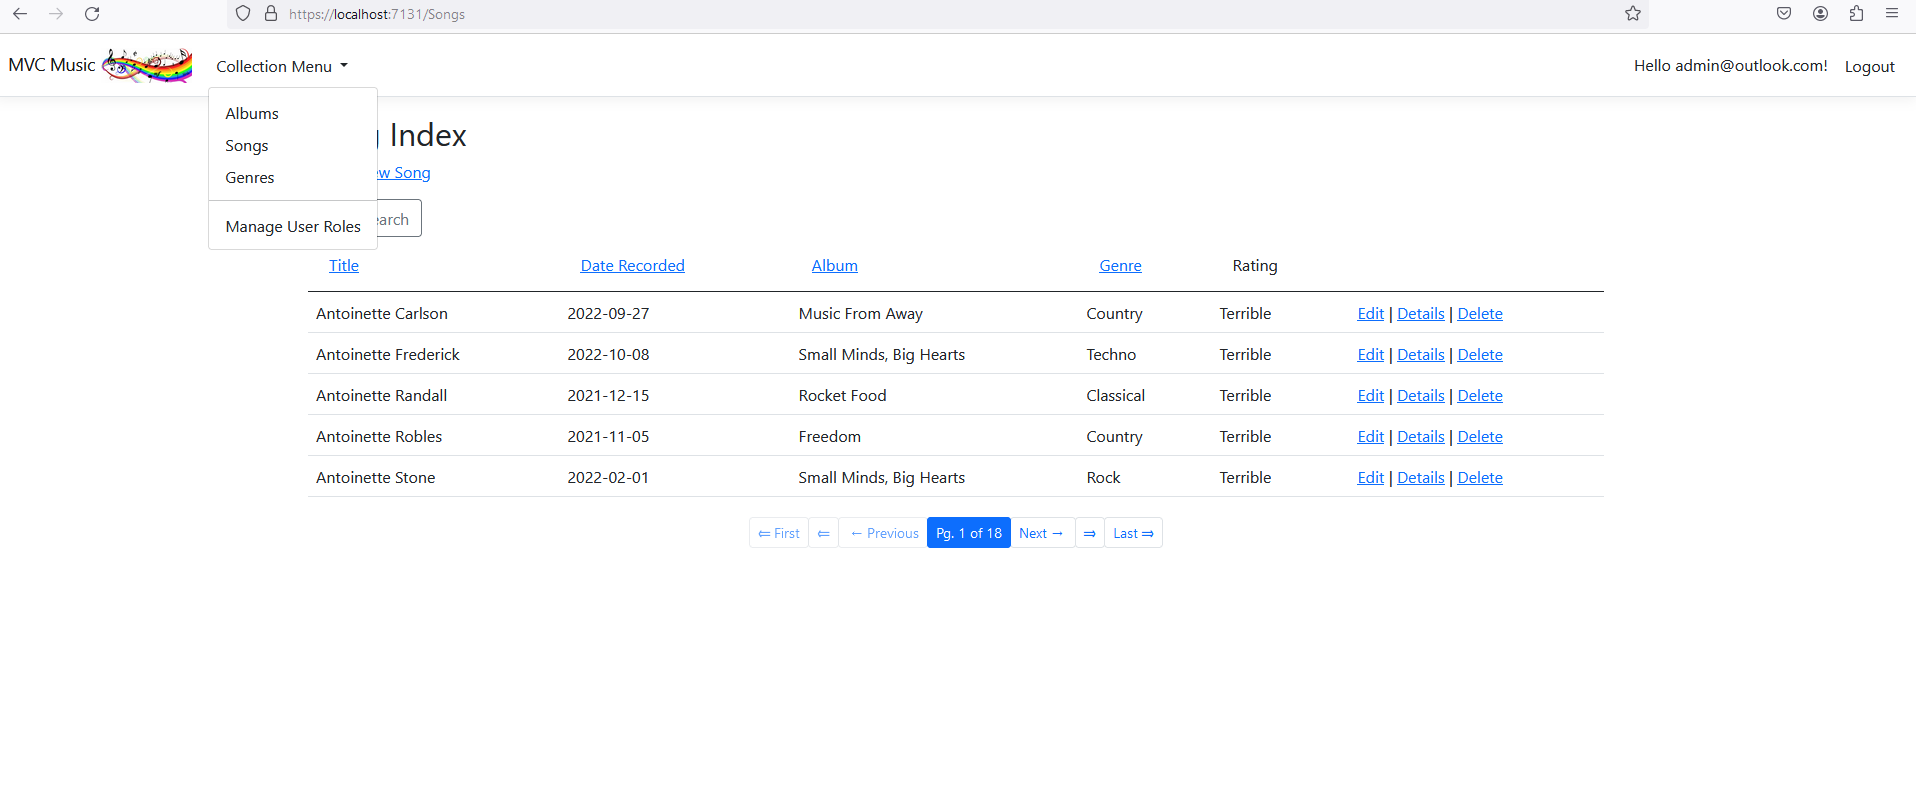 https://localhost:7131/Songs
MVC Music Collection Menu Hello admin@outlook.com! Logout
Albums
Index
Songs
ew Song
Genres
earch
Manage User Roles
Title Date Recorded Album Genre Rating
Antoinette Carlson 2022-09-27 Music From Away Country Terrible Edit | Details | Delete
Antoinette Frederick 2022-10-08 Small Minds, Big Hearts Techno Terrible Edit | Details | Delete
Antoinette Randall 2021-12-15 Rocket Food Classical Terrible Edit | Details | Delete
Antoinette Robles 2021-11-05 Freedom Country Terrible Edit | Details | Delete
Antoinette Stone 2022-02-01 Small Minds, Big Hearts Rock Terrible Edit | Details | Delete
⇐ First ⇐ ← Previous Pg. 1 of 18 Next → ⇒ Last ⇒